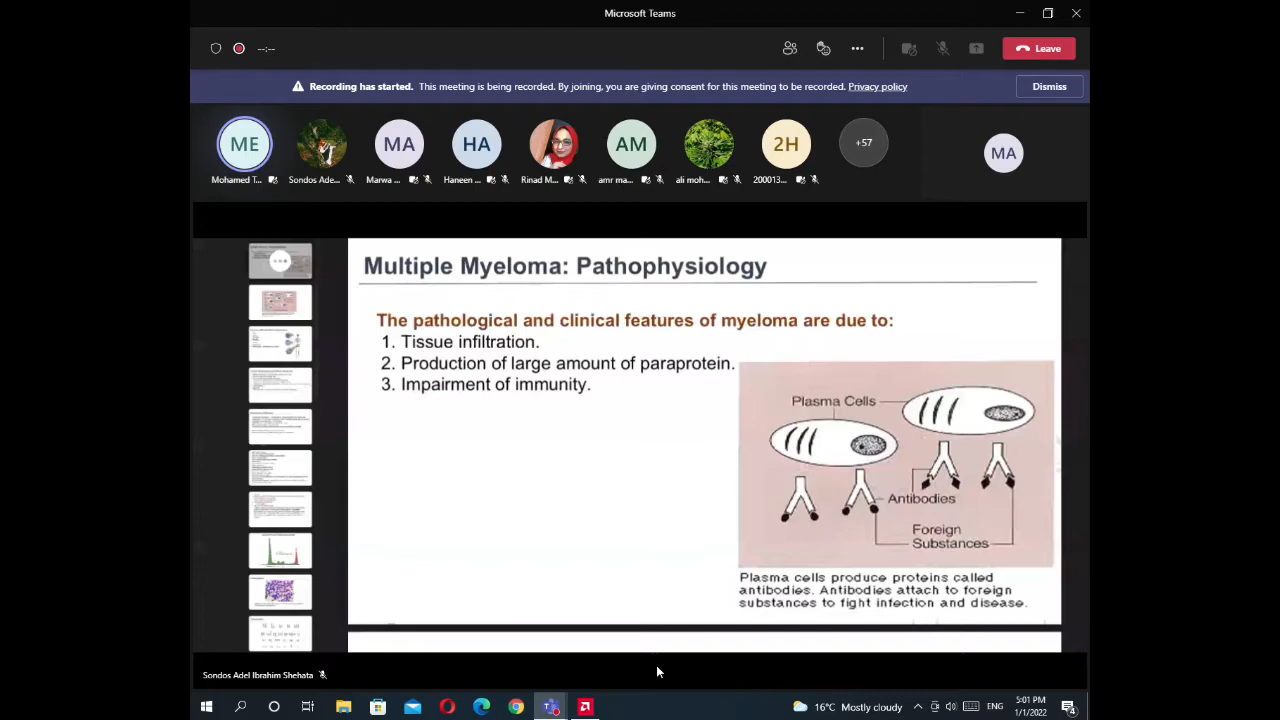 Microsoft Teams
--:--
Leave
Recording has started. This meeting is being recorded. By joining, you are giving consent for this meeting to be recorded. Privacy policy
Dismiss
ME
MA
HA
AM
2H
+57
MA
Mohamed T...
Sondos Ade...
Marwa ...
Haneen ...
Rinad M...
amr ma...
ali moh...
200013...
Multiple Myeloma: Pathophysiology
The pathological and clinical features of myeloma are due to:
1. Tissue infiltration.
2. Production of large amount of paraprotein.
3. Impairment of immunity.
Plasma Cells
Antibodies
Foreign
Substances
Plasma cells produce proteins called
antibodies. Antibodies attach to foreign
substances to fight infection and disease.
Sondos Adel Ibrahim Shehata
16°C Mostly cloudy
ENG
5:01 PM
1/1/2022
4